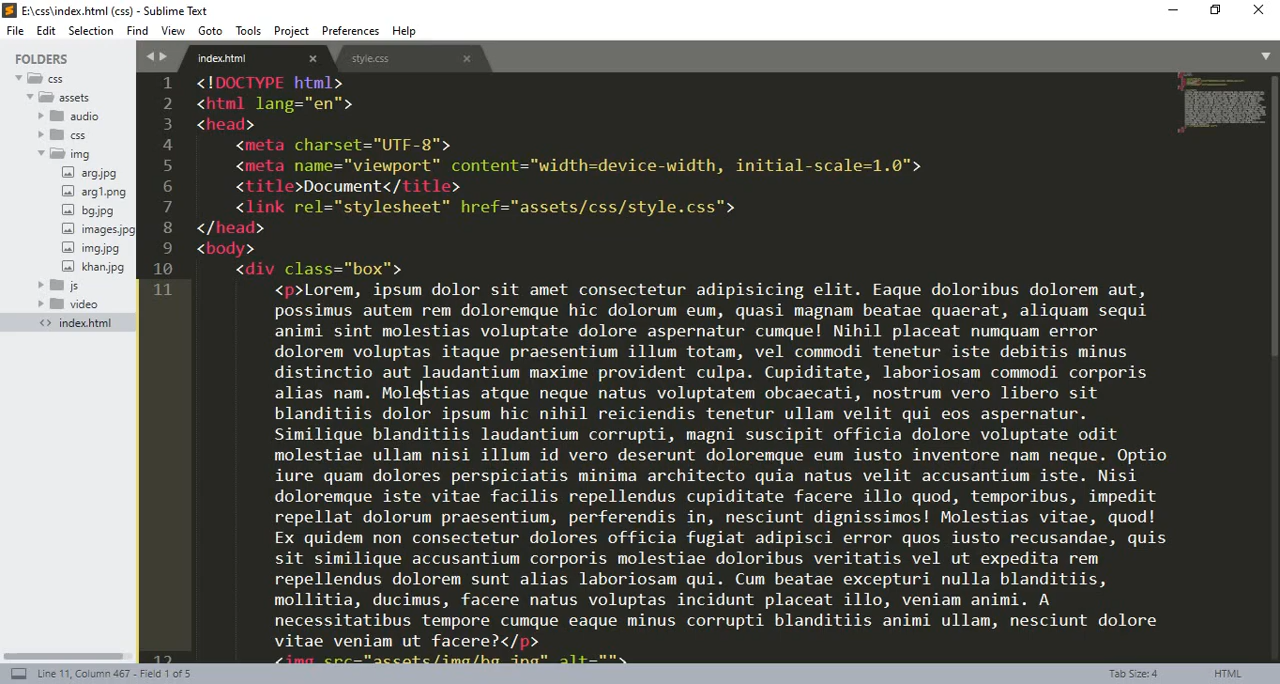 E:\css\index.html (css) - Sublime Text
File Edit Selection Find View Goto Tools Project Preferences Help
FOLDERS
css
assets
audio
css
img
arg.jpg
arg1.png
bg.jpg
images.jpg
img.jpg
khan.jpg
js
video
<> index.html
index.html × style.css ×
1 <!DOCTYPE html>
2 <html lang="en">
3 <head>
4 <meta charset="UTF-8">
5 <meta name="viewport" content="width=device-width, initial-scale=1.0">
6 <title>Document</title>
7 <link rel="stylesheet" href="assets/css/style.css">
8 </head>
9 <body>
10 <div class="box">
11 <p>Lorem, ipsum dolor sit amet consectetur adipisicing elit. Eaque doloribus dolorem aut,
possimus autem rem doloremque hic dolorum eum, quasi magnam beatae quaerat, aliquam sequi
animi sint molestias voluptate dolore aspernatur cumque! Nihil placeat numquam error
dolorem voluptas itaque praesentium illum totam, vel commodi tenetur iste debitis minus
distinctio aut laudantium maxime provident culpa. Cupiditate, laboriosam commodi corporis
alias nam. Molestias atque neque natus voluptatem obcaecati, nostrum vero libero sit
blanditiis dolor ipsum hic nihil reiciendis tenetur ullam velit qui eos aspernatur.
Similique blanditiis laudantium corrupti, magni suscipit officia dolore voluptate odit
molestiae ullam nisi illum id vero deserunt doloremque eum iusto inventore nam neque. Optio
iure quam dolores perspiciatis minima architecto quia natus velit accusantium iste. Nisi
doloremque iste vitae facilis repellendus cupiditate facere illo quod, temporibus, impedit
repellat dolorum praesentium, perferendis in, nesciunt dignissimos! Molestias vitae, quod!
Ex quidem non consectetur dolores officia fugiat adipisci error quos iusto recusandae, quis
sit similique accusantium corporis molestiae doloribus veritatis vel ut expedita rem
repellendus dolorem sunt alias laboriosam qui. Cum beatae excepturi nulla blanditiis,
mollitia, ducimus, facere natus voluptas incidunt placeat illo, veniam animi. A
necessitatibus tempore cumque eaque minus corrupti blanditiis animi ullam, nesciunt dolore
vitae veniam ut facere?</p>
12 <img src="assets/img/bg.jpg" alt="">
Line 11, Column 467 - Field 1 of 5 Tab Size: 4 HTML